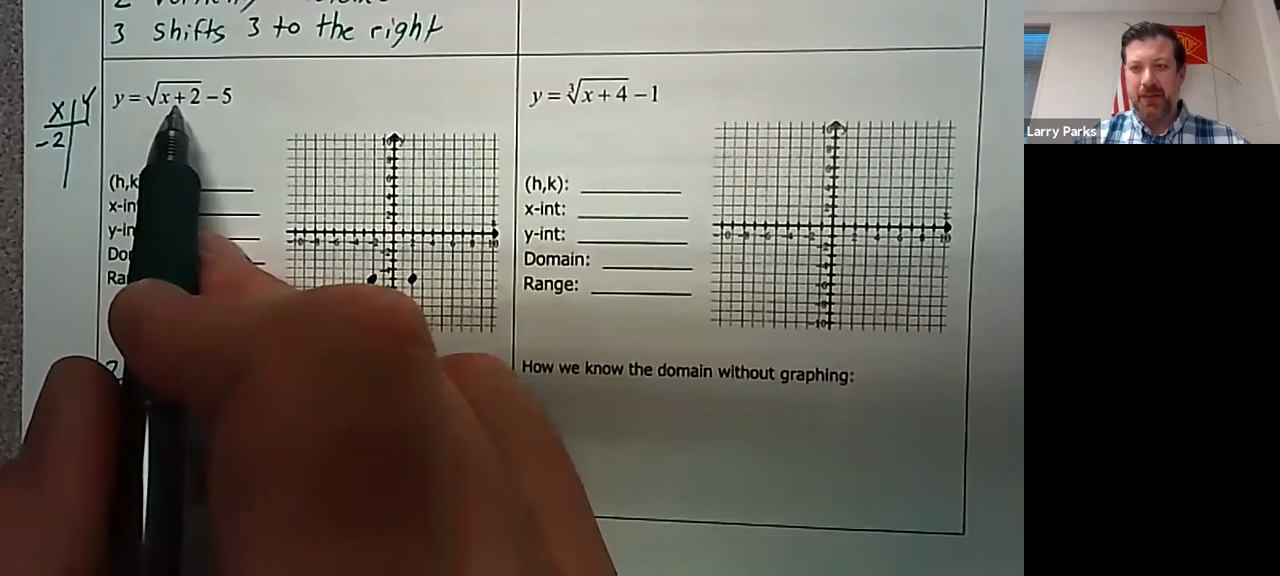 3 shifts 3 to the right
y = √x+2 − 5
X Y
-2
(h,k
x-in
y-in
Do
Ra
y = ∛x+4 − 1
(h,k):
x-int:
y-int:
Domain:
Range:
How we know the domain without graphing:
Larry Parks